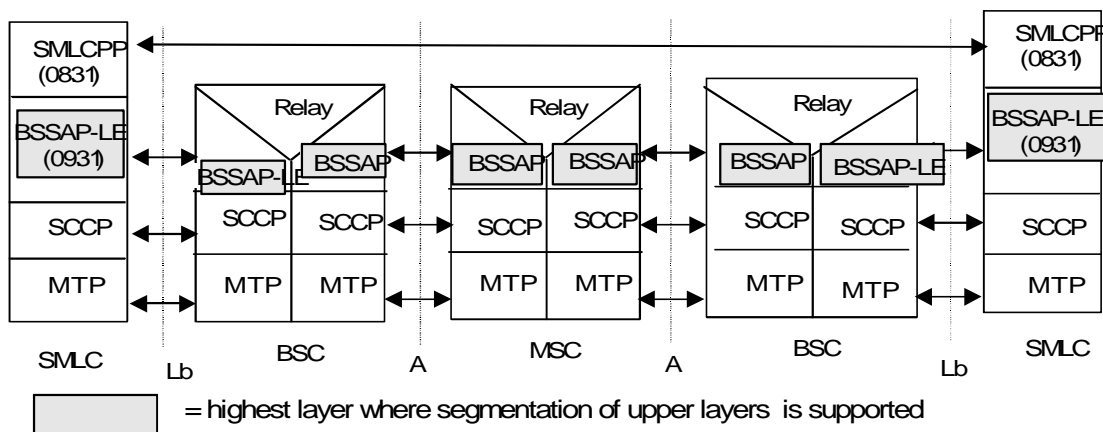 SMLCPP
(0831)
SMLCPP
(0831)
Relay
Relay
Relay
BSSAP-LE
(0931)
BSSAP-LE
(0931)
BSSAP-LE
BSSAP
BSSAP
BSSAP
BSSAP
BSSAP-LE
SCCP
SCCP
SCCP
SCCP
SCCP
SCCP
SCCP
SCCP
MTP
MTP
MTP
MTP
MTP
MTP
MTP
MTP
SMLC
Lb
BSC
A
MSC
A
BSC
Lb
SMLC
= highest layer where segmentation of upper layers is supported